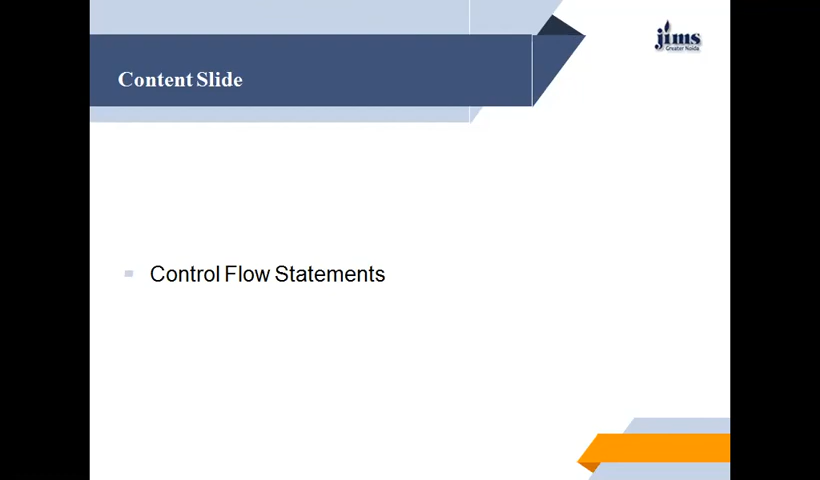 jims
Greater Noida
Content Slide
Control Flow Statements